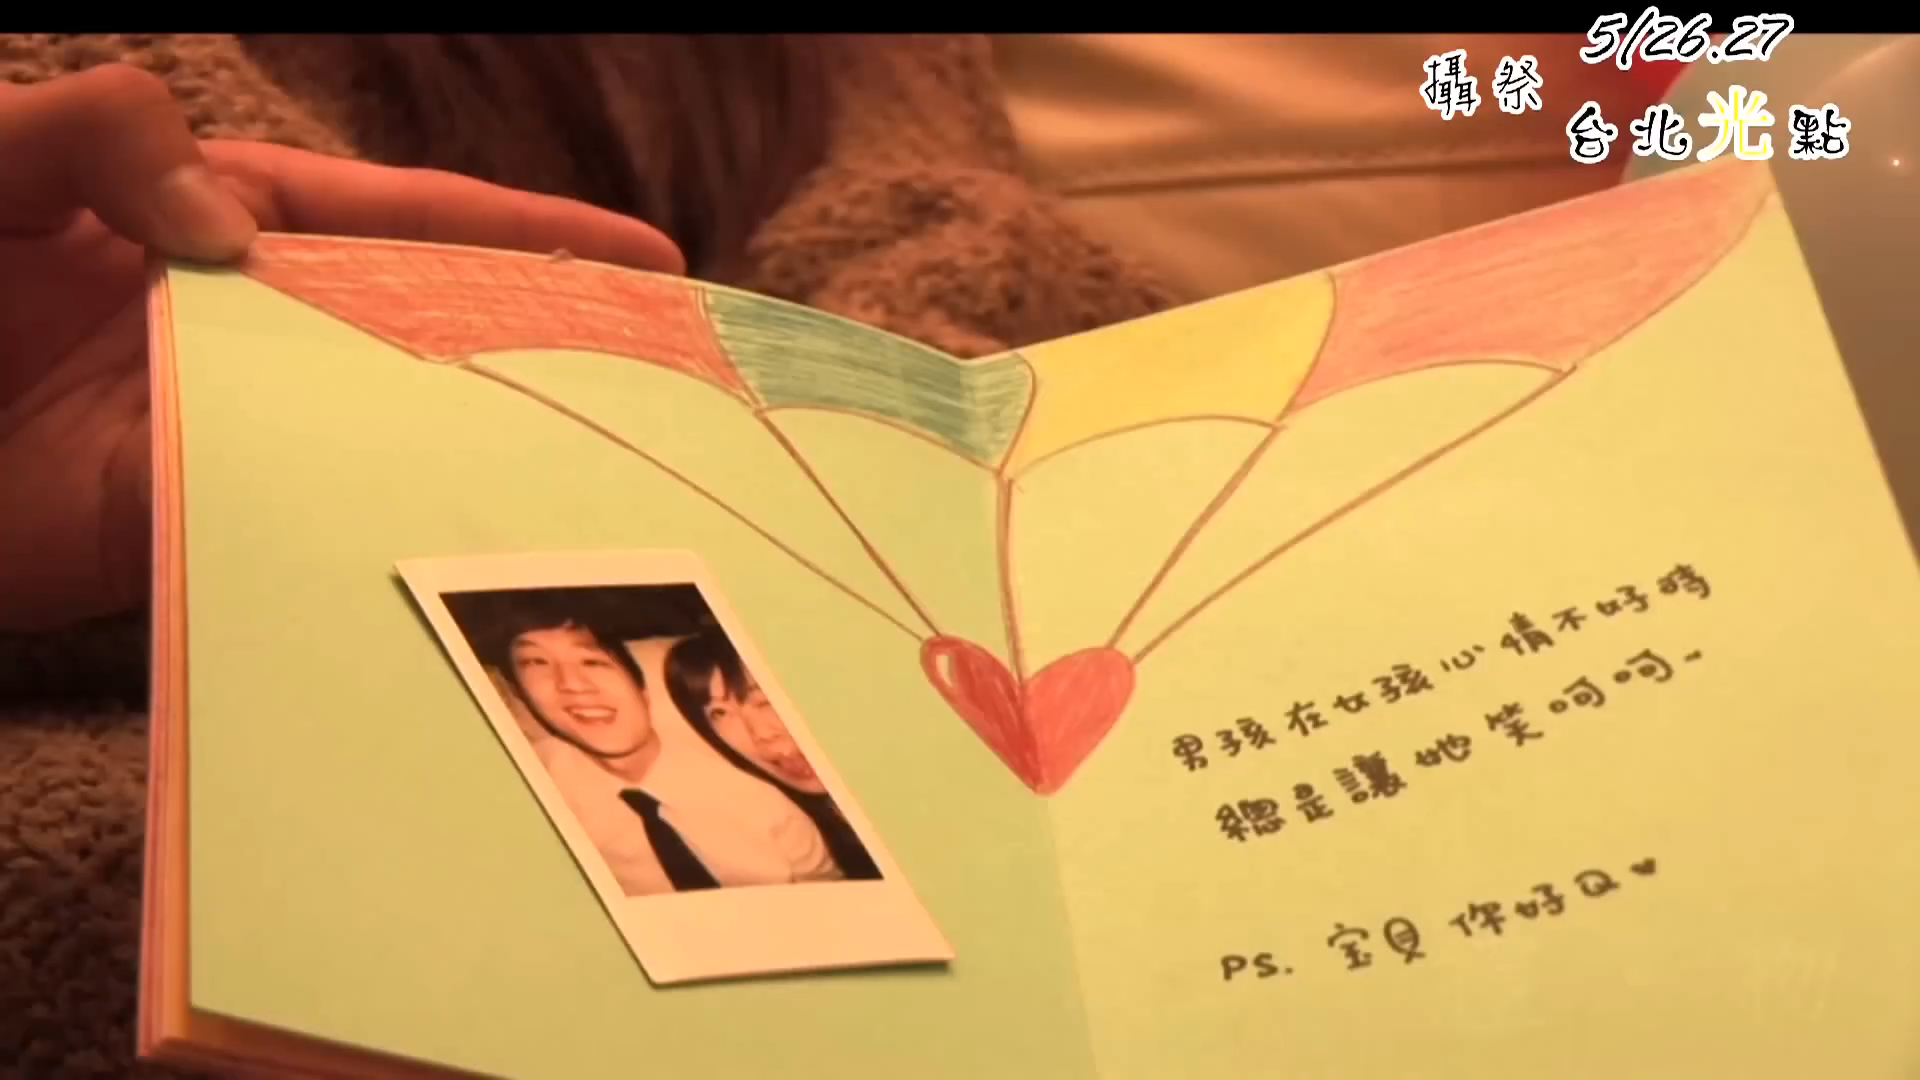 5/26.27
攝祭
台北光點
男孩在女孩心情不好時
總是讓她笑呵呵~
PS. 宝貝 你好Q♥